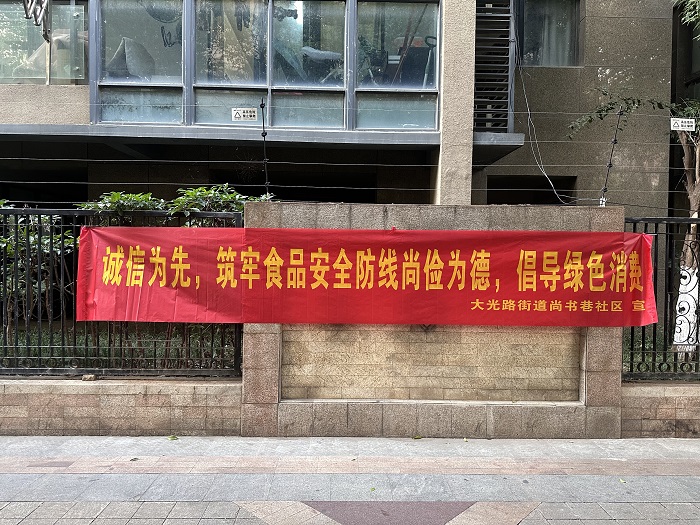 诚信为先，筑牢食品安全防线尚俭为德，倡导绿色消费
大光路街道尚书巷社区 宣